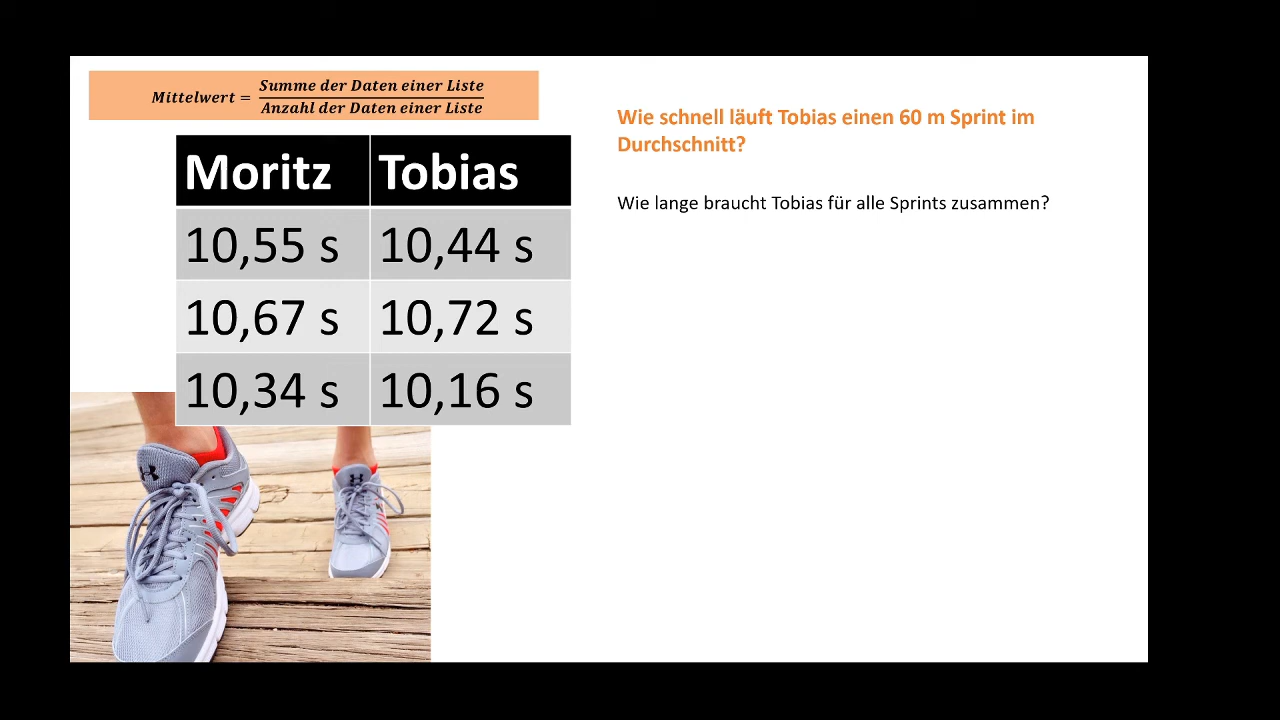 Mittelwert = Summe der Daten einer Liste
Anzahl der Daten einer Liste
Moritz Tobias
10,55 s 10,44 s
10,67 s 10,72 s
10,34 s 10,16 s
Wie schnell läuft Tobias einen 60 m Sprint im
Durchschnitt?
Wie lange braucht Tobias für alle Sprints zusammen?